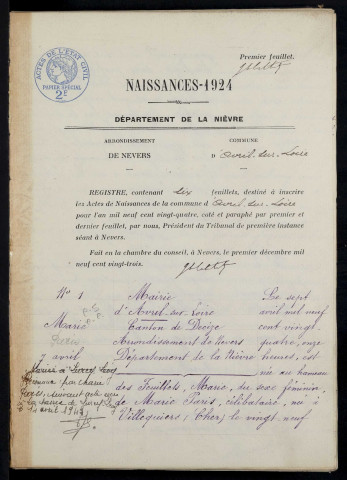 Premier feuillet.
ACTES DE L'ETAT CIVIL
PAPIER SPECIAL
2F
NAISSANCES-1924
DÉPARTEMENT DE LA NIÈVRE
ARRONDISSEMENT
DE NEVERS
COMMUNE
D'Avril-sur-Loire
REGISTRE, contenant six feuillets, destiné à inscrire
les Actes de Naissances de la commune d'Avril-sur-Loire
pour l'an mil neuf cent vingt-quatre, coté et paraphé par premier et
dernier feuillet, par nous, Président du Tribunal de première instance
séant à Nevers.
Fait en la chambre du conseil, à Nevers, le premier décembre mil
neuf cent vingt-trois.
No 1
Marie
7 avril
Mairie
d'Avril-sur-Loire
Canton de Decize
Arrondissement de Nevers
Département de la Nièvre
Le sept
avril mil neuf
cent vingt
quatre, onze
heures, est
née au hameau
des Feuillets, Marie, du sexe féminin,
de Marie Paris, célibataire, née à
Villequiers (Cher) le vingt neuf